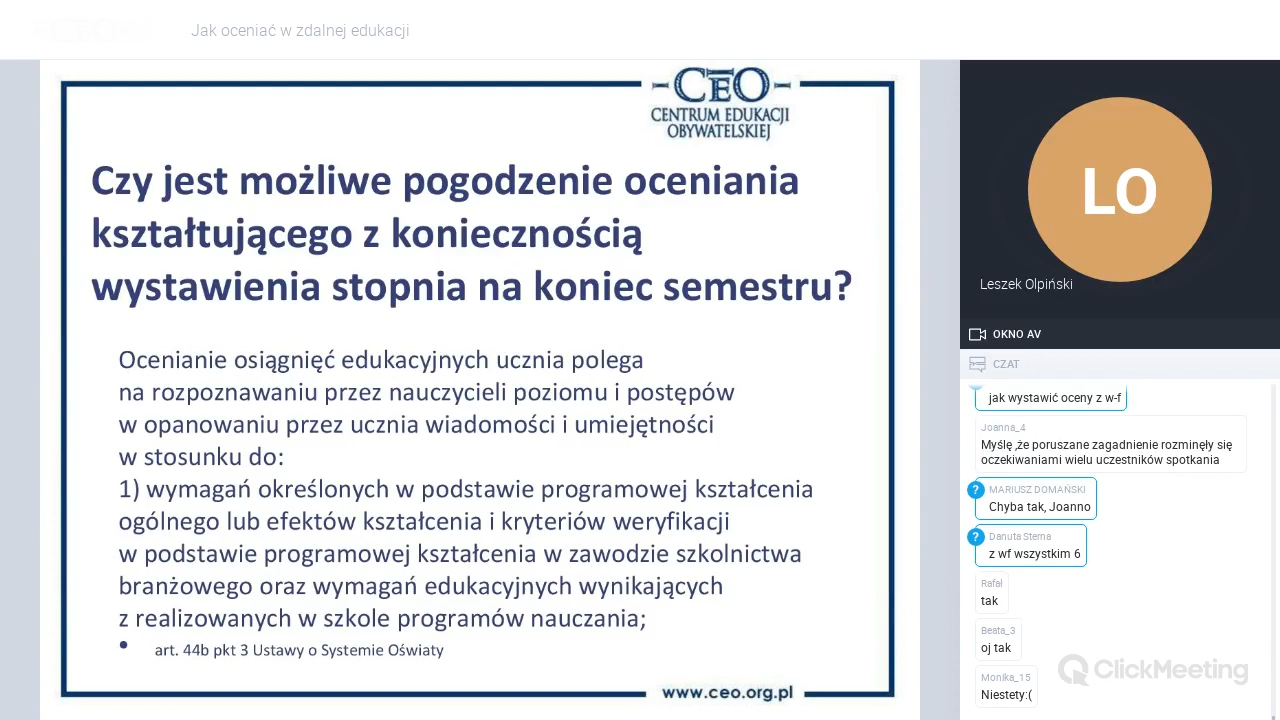 Jak oceniać w zdalnej edukacji
CEO
CENTRUM EDUKACJI
OBYWATELSKIEJ
Czy jest możliwe pogodzenie oceniania
kształtującego z koniecznością
wystawienia stopnia na koniec semestru?
Ocenianie osiągnięć edukacyjnych ucznia polega
na rozpoznawaniu przez nauczycieli poziomu i postępów
w opanowaniu przez ucznia wiadomości i umiejętności
w stosunku do:
1) wymagań określonych w podstawie programowej kształcenia
ogólnego lub efektów kształcenia i kryteriów weryfikacji
w podstawie programowej kształcenia w zawodzie szkolnictwa
branżowego oraz wymagań edukacyjnych wynikających
z realizowanych w szkole programów nauczania;
• art. 44b pkt 3 Ustawy o Systemie Oświaty
www.ceo.org.pl
LO
Leszek Olpiński
OKNO AV
CZAT
jak wystawić oceny z w-f
Joanna_4
Myślę ,że poruszane zagadnienie rozminęły się
oczekiwaniami wielu uczestników spotkania
? MARIUSZ DOMAŃSKI
Chyba tak, Joanno
? Danuta Sterna
z wf wszystkim 6
Rafał
tak
Beata_3
oj tak
Monika_15
Niestety:(
ClickMeeting